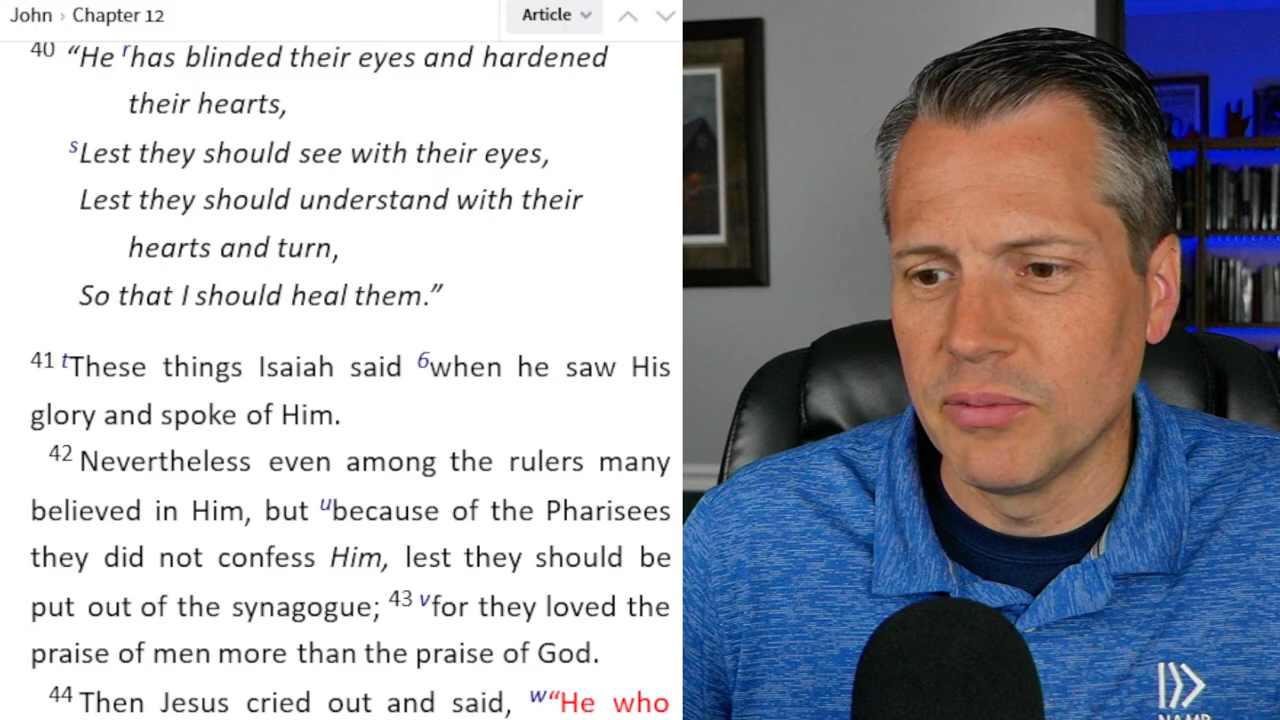 John › Chapter 12
Article
40 “He r has blinded their eyes and hardened
their hearts,
s Lest they should see with their eyes,
Lest they should understand with their
hearts and turn,
So that I should heal them.”
41 t These things Isaiah said 6 when he saw His
glory and spoke of Him.
42 Nevertheless even among the rulers many
believed in Him, but u because of the Pharisees
they did not confess Him, lest they should be
put out of the synagogue; 43 v for they loved the
praise of men more than the praise of God.
44 Then Jesus cried out and said, w “He who